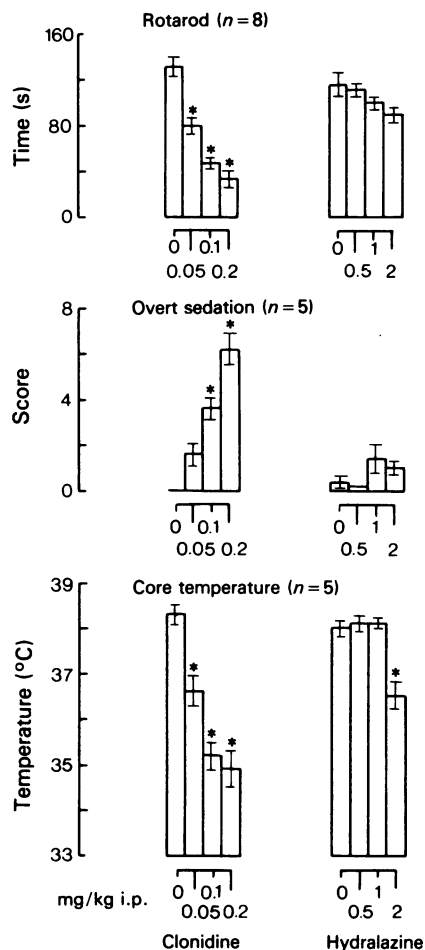 Rotarod (n=8)
160
80
0
Time (s)
0 0.1 0 1
0.05 0.2 0.5 2
Overt sedation (n=5)
8
4
0
Score
* * * * *
0 0.1 0 1
0.05 0.2 0.5 2
Core temperature (n=5)
39
37
35
33
Temperature (°C)
* * * *
mg/kg i.p. 0 0.1 0 1
0.05 0.2 0.5 2
Clonidine Hydralazine